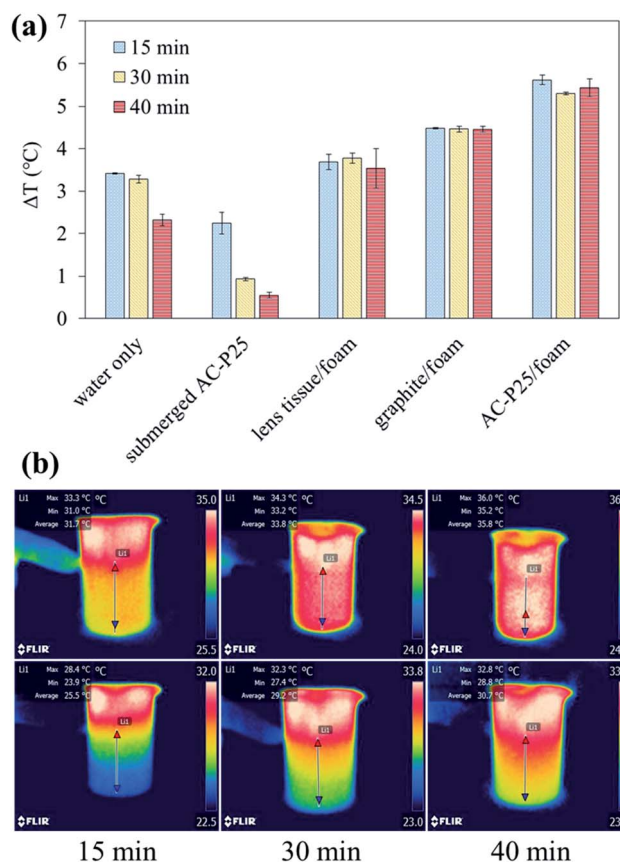 (a)
7
6
5
4
3
2
1
0
ΔT (°C)
15 min
30 min
40 min
water only
submerged AC-P25
lens tissue/foam
graphite/foam
AC-P25/foam
(b)
Li1 Max 33.3 °C °C 35.0
Min 31.0 °C
Average 31.7 °C
Li1
FLIR 25.5
Li1 Max 34.3 °C °C 34.5
Min 33.2 °C
Average 33.8 °C
Li1
FLIR 24.0
Li1 Max 36.0 °C °C 36
Min 35.2 °C
Average 35.8 °C
Li1
FLIR 24
Li1 Max 28.4 °C °C 32.0
Min 23.9 °C
Average 25.5 °C
Li1
FLIR 22.5
Li1 Max 32.3 °C °C 33.8
Min 27.4 °C
Average 29.2 °C
Li1
FLIR 23.0
Li1 Max 32.8 °C °C 33
Min 28.8 °C
Average 30.7 °C
Li1
FLIR 23
15 min 30 min 40 min